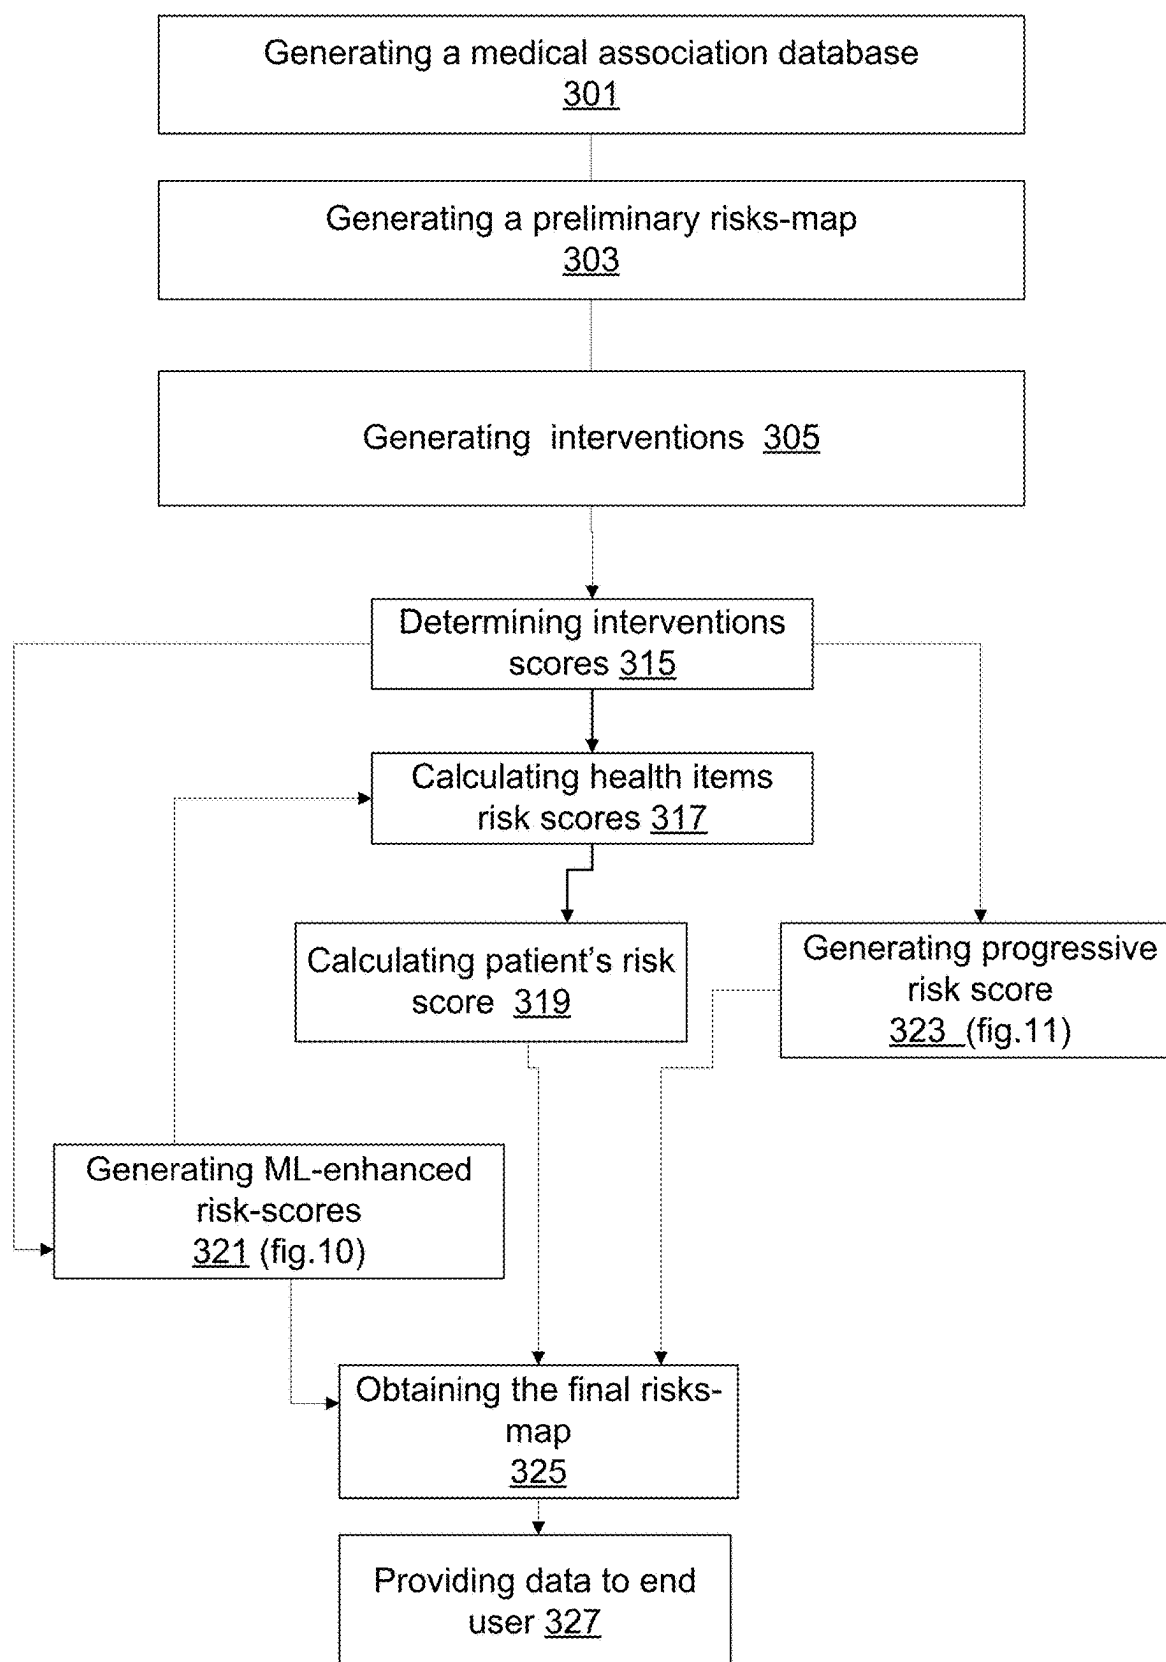 Generating a medical association database
301
Generating a preliminary risks-map
303
Generating interventions 305
Determining interventions
scores 315
Calculating health items
risk scores 317
Calculating patient's risk
score 319
Generating progressive
risk score
323 (fig.11)
Generating ML-enhanced
risk-scores
321 (fig.10)
Obtaining the final risks-
map
325
Providing data to end
user 327